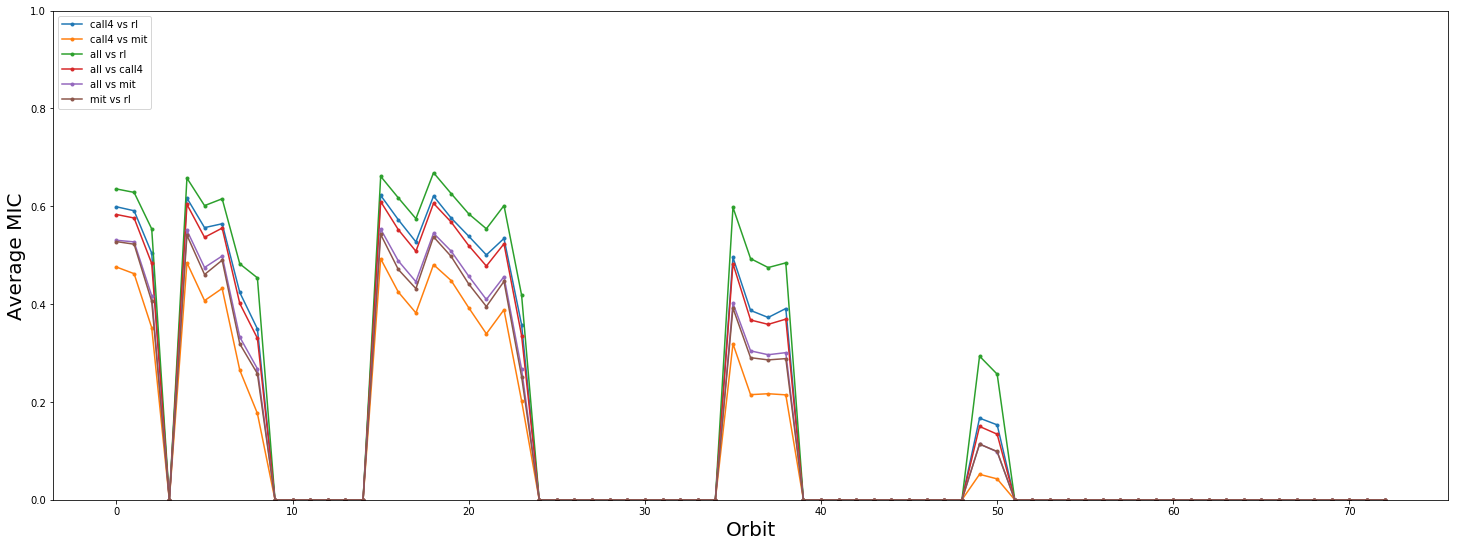 1.0
0.8
0.6
0.4
0.2
0.0
Average MIC
call4 vs rl
call4 vs mit
all vs rl
all vs call4
all vs mit
mit vs rl
0 10 20 30 40 50 60 70
Orbit